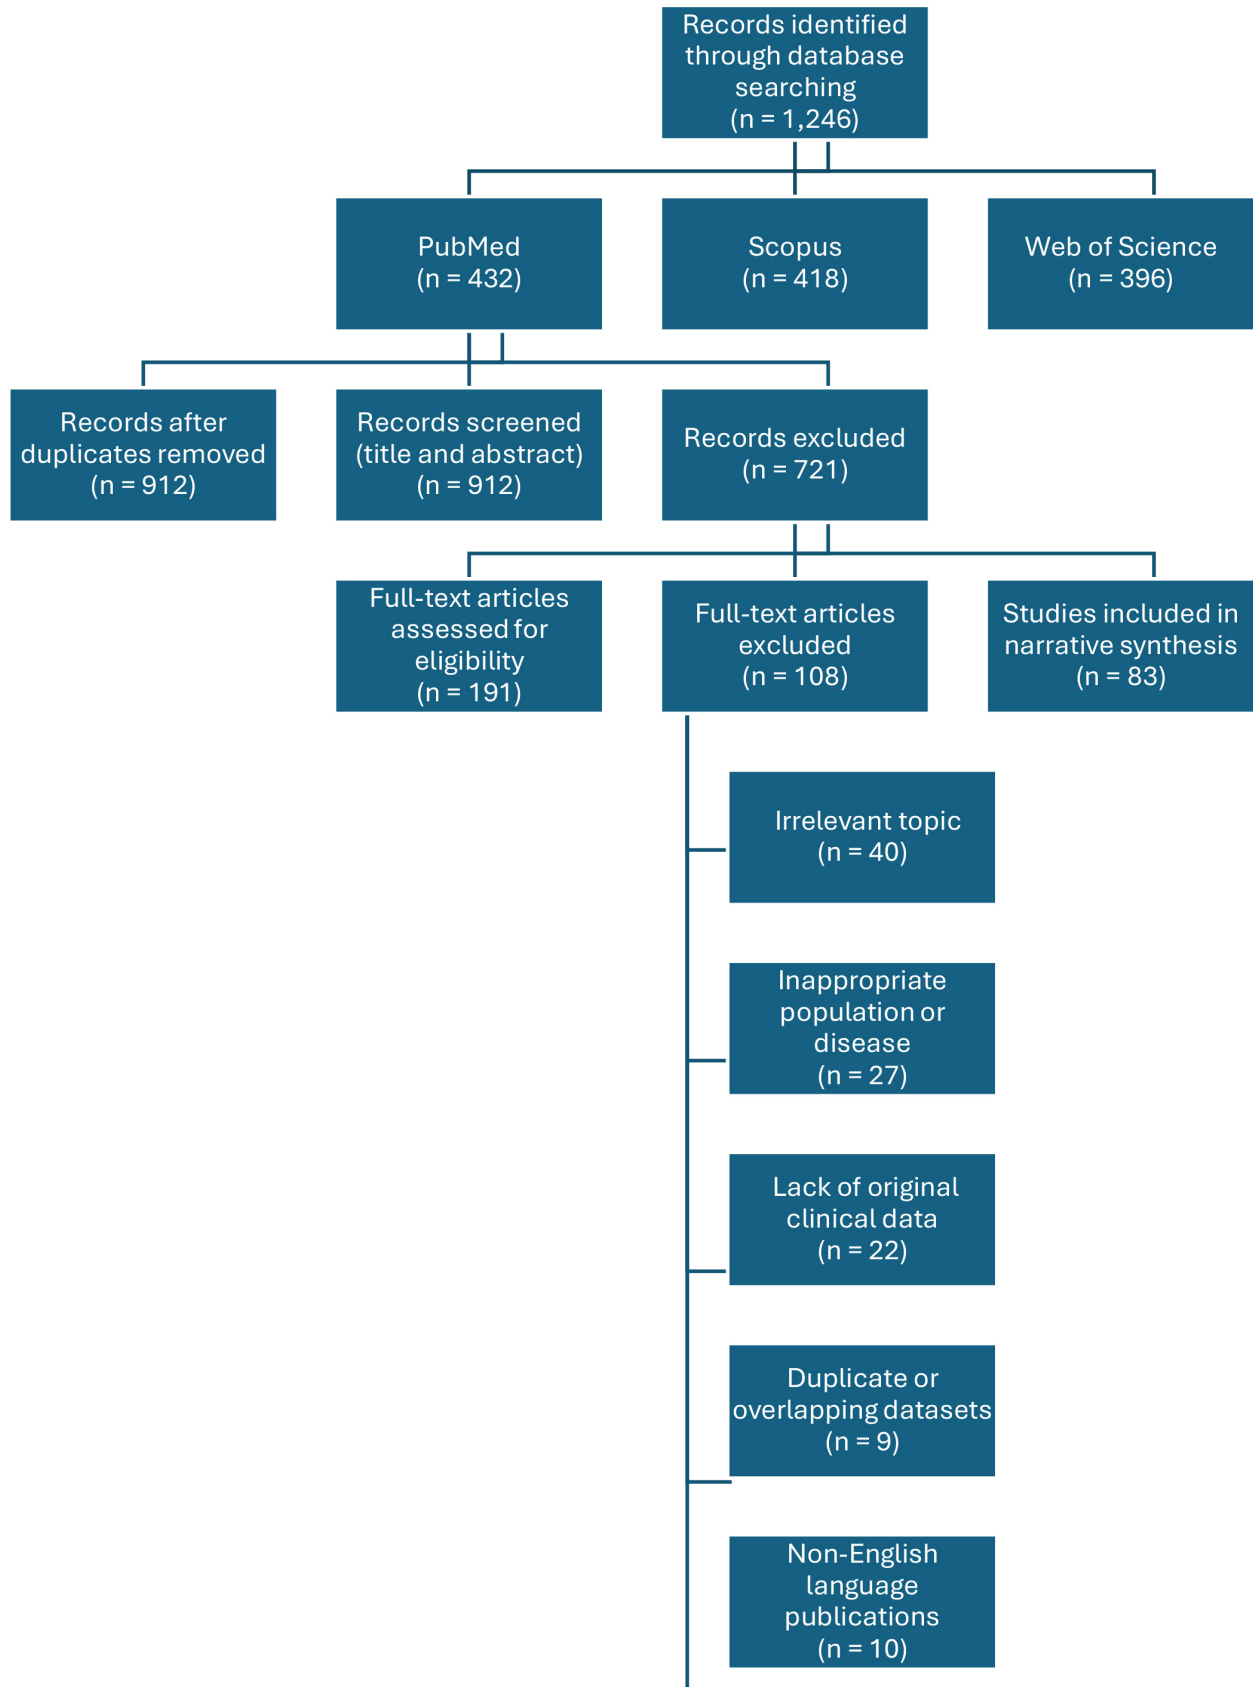 Records identified
through database
searching
(n = 1,246)
PubMed
(n = 432)
Scopus
(n = 418)
Web of Science
(n = 396)
Records after
duplicates removed
(n = 912)
Records screened
(title and abstract)
(n = 912)
Records excluded
(n = 721)
Full-text articles
assessed for
eligibility
(n = 191)
Full-text articles
excluded
(n = 108)
Studies included in
narrative synthesis
(n = 83)
Irrelevant topic
(n = 40)
Inappropriate
population or
disease
(n = 27)
Lack of original
clinical data
(n = 22)
Duplicate or
overlapping datasets
(n = 9)
Non-English
language
publications
(n = 10)